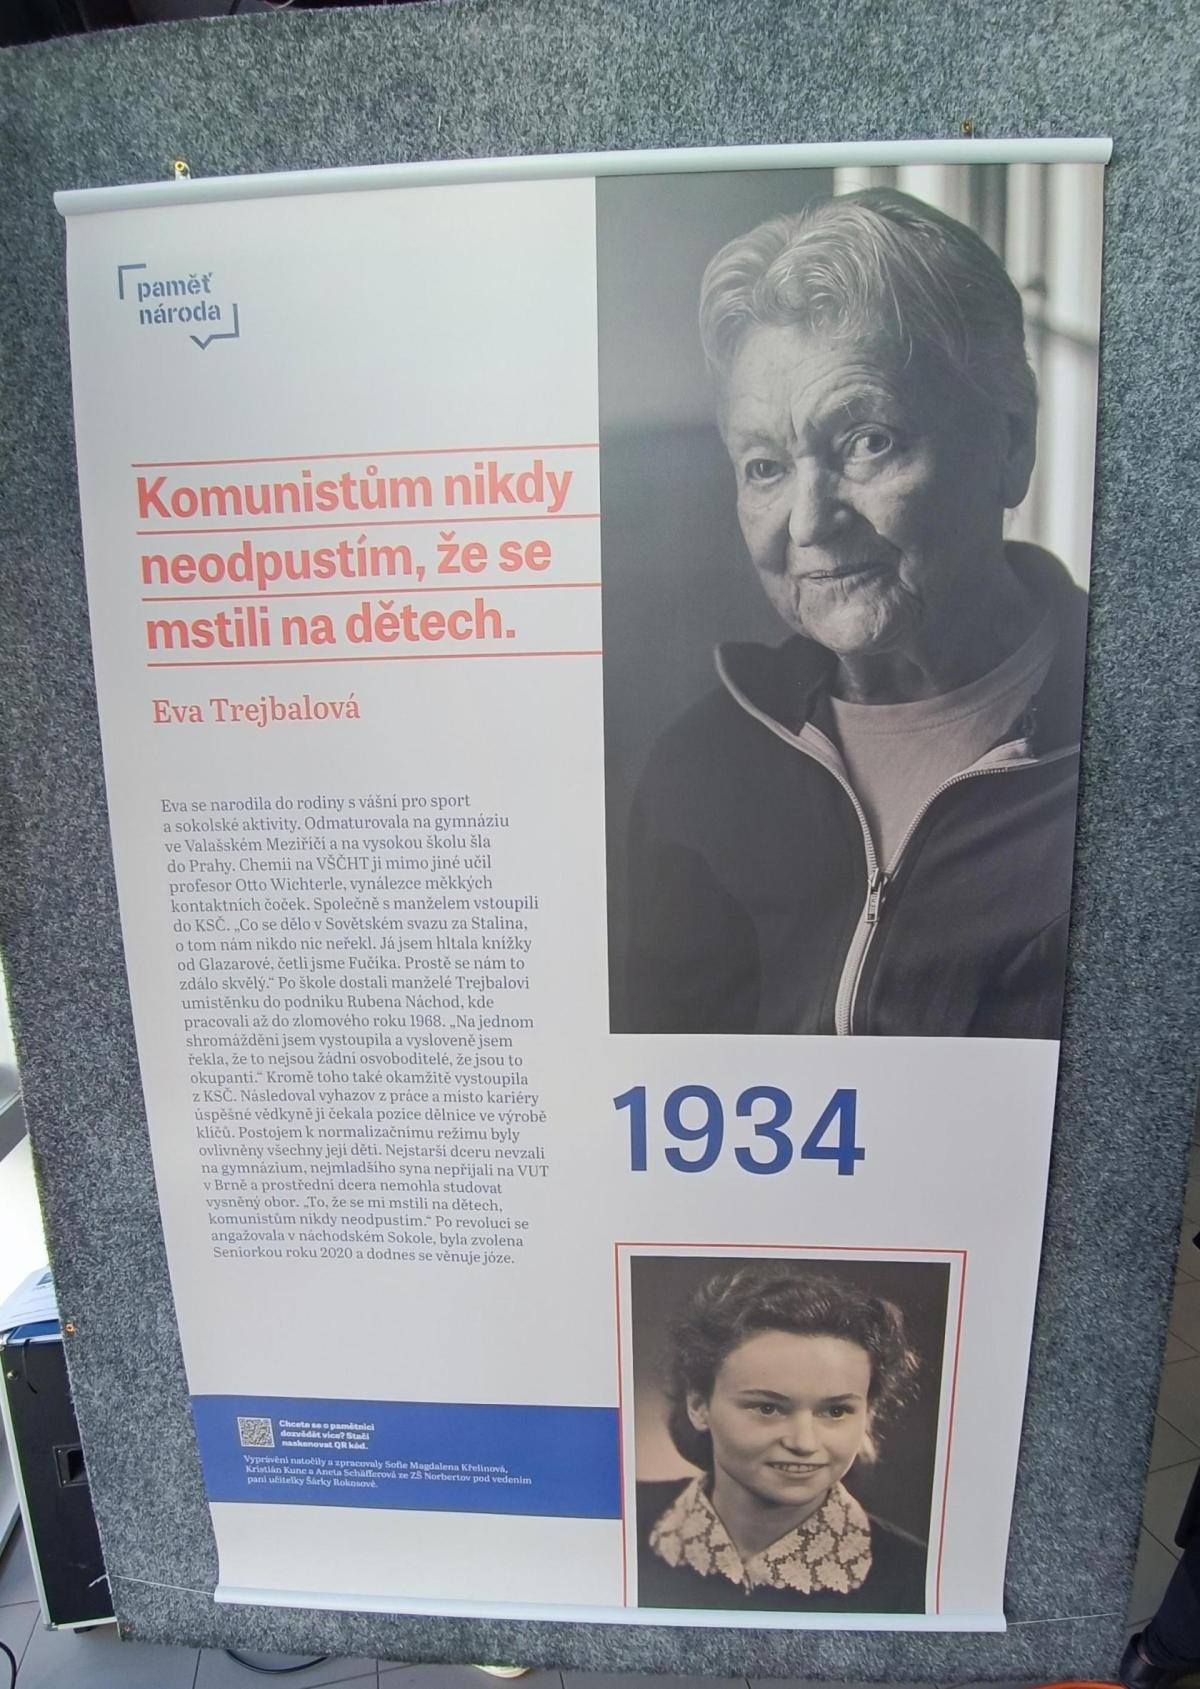 paměť
národa
Komunistům nikdy
neodpustím, že se
mstili na dětech.
Eva Trejbalová
Eva se narodila do rodiny s vášní pro sport
a sokolské aktivity. Odmaturovala na gymnáziu
ve Valašském Meziříčí a na vysokou školu šla
do Prahy. Chemii na VŠCHT ji mimo jiné učil
profesor Otto Wichterle, vynálezce měkkých
kontaktních čoček. Společně s manželem vstoupili
do KSČ. „Co se dělo v Sovětském svazu za Stalina,
o tom nám nikdo nic neřekl. Já jsem hltala knížky
od Glazarové, četli jsme Fučíka. Prostě se nám to
zdálo skvělý.“ Po škole dostali manželé Trejbalovi
umístěnku do podniku Rubena Náchod, kde
pracovali až do zlomového roku 1968. „Na jednom
shromáždění jsem vystoupila a vysloveně jsem
řekla, že to nejsou žádní osvoboditelé, že jsou to
okupanti.“ Kromě toho také okamžitě vystoupila
z KSČ. Následoval vyhazov z práce a místo kariéry
úspěšné vědkyně ji čekala pozice dělnice ve výrobě
klíčů. Postojem k normalizačnímu režimu byly
ovlivněny všechny její děti. Nejstarší dceru nevzali
na gymnázium, nejmladšího syna nepřijali na VUT
v Brně a prostřední dcera nemohla studovat
vysněný obor. „To, že se mi mstili na dětech,
komunistům nikdy neodpustím.“ Po revoluci se
angažovala v náchodském Sokole, byla zvolena
Seniorkou roku 2020 a dodnes se věnuje józe.
1934
Chcete se o pamětnici
dozvědět více? Stačí
naskenovat QR kód.
Vyprávění natočily a zpracovaly Sofie Magdalena Křelinová,
Kristián Kunc a Aneta Schäfferová ze ZŠ Norbertov pod vedením
paní učitelky Šárky Rokosové.